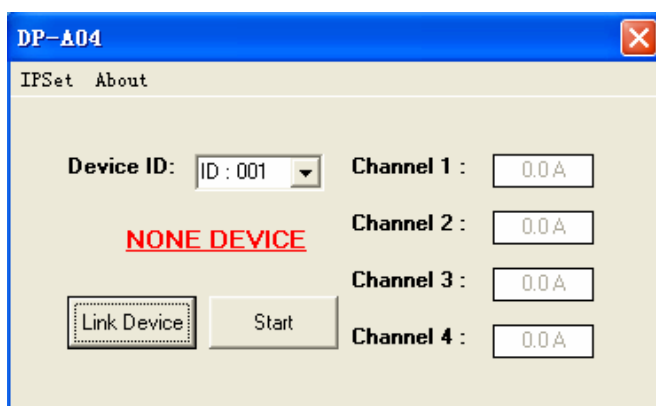 DP-A04
IPSet About
Device ID: ID : 001
NONE DEVICE
Link Device Start
Channel 1 : 0.0 A
Channel 2 : 0.0 A
Channel 3 : 0.0 A
Channel 4 : 0.0 A